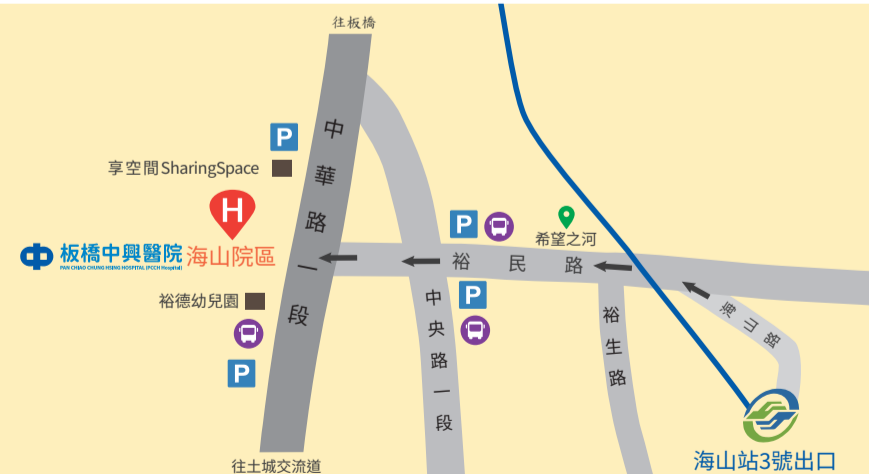 往板橋
P
中華路一段
享空間SharingSpace
H
板橋中興醫院
PAN CHIAO CHUNG HSING HOSPITAL (PCCH Hospital)
海山院區
P
希望之河
裕民路
裕德幼兒園
P
中央路一段
裕生路
海山路
P
往土城交流道
海山站3號出口